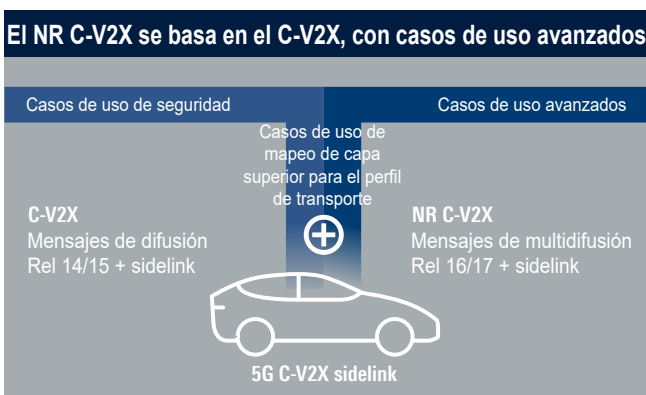 El NR C-V2X se basa en el C-V2X, con casos de uso avanzados
Casos de uso de seguridad
Casos de uso avanzados
Casos de uso de
mapeo de capa
superior para el perfil
de transporte
C-V2X
Mensajes de difusión
Rel 14/15 + sidelink
NR C-V2X
Mensajes de multidifusión
Rel 16/17 + sidelink
5G C-V2X sidelink